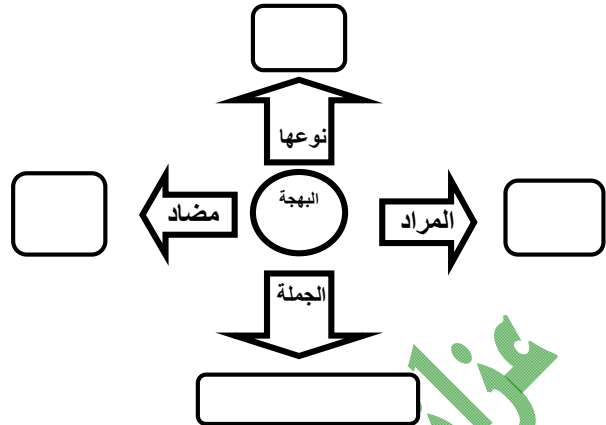 نوعها
البهجة
المراد
مضاد
الجملة